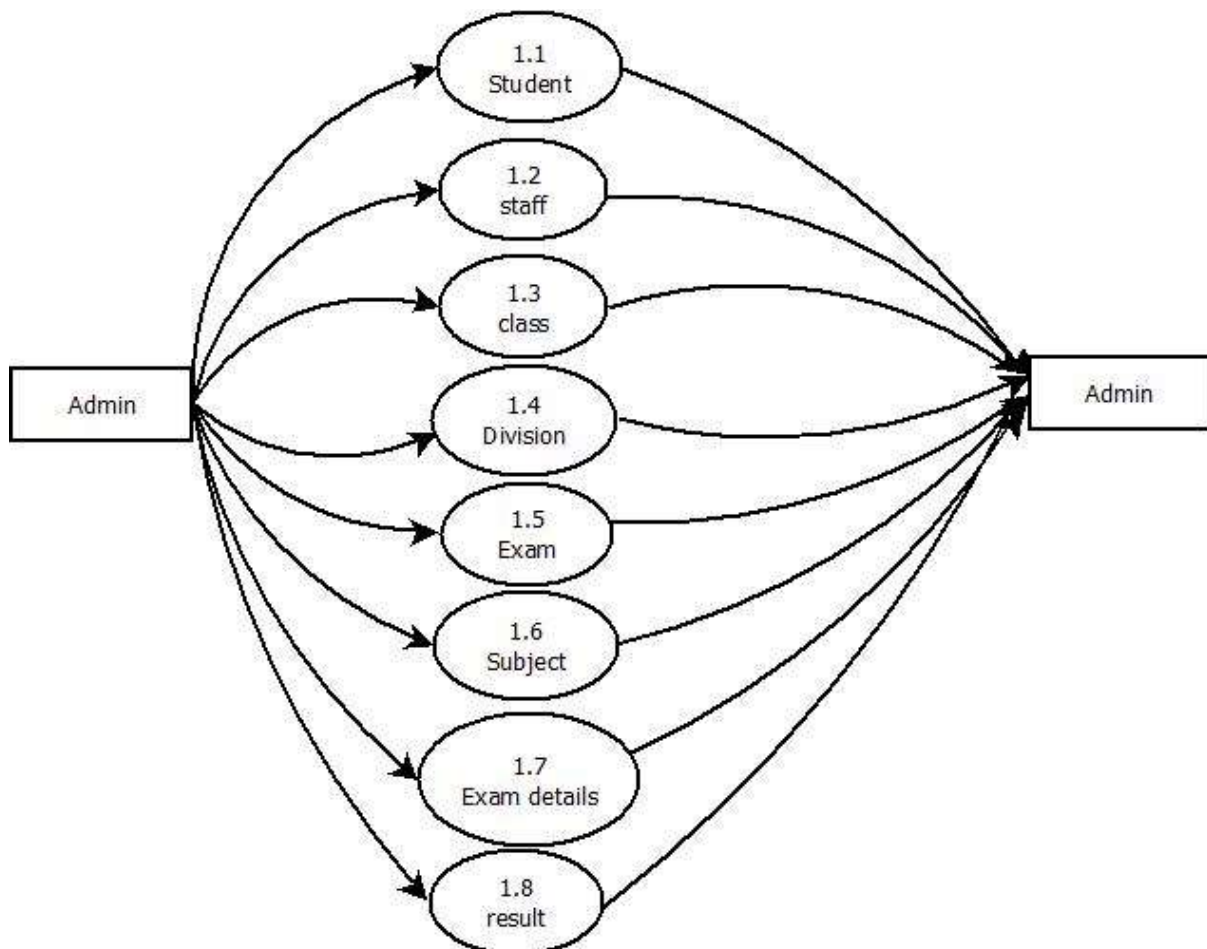 1.1
Student
1.2
staff
1.3
class
Admin
1.4
Division
Admin
1.5
Exam
1.6
Subject
1.7
Exam details
1.8
result